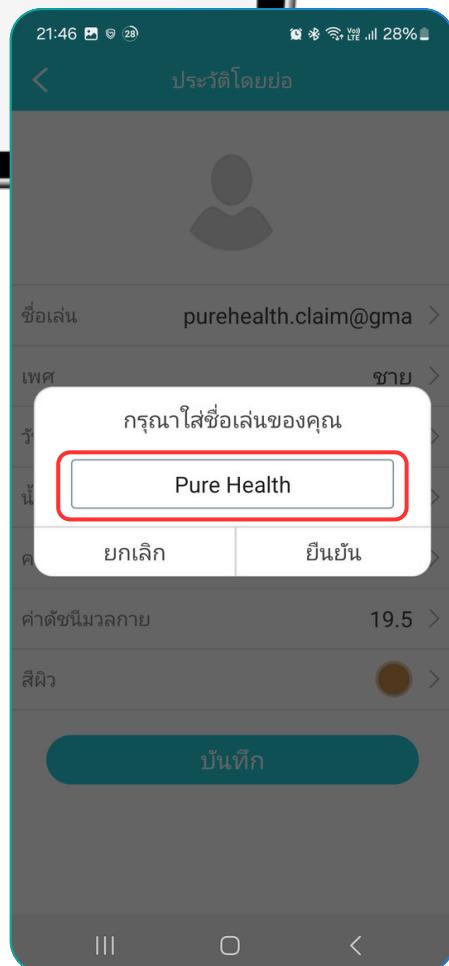 21:46 28 Vo)) LTE 28%
ประวัติโดยย่อ
ชื่อเล่น purehealth.claim@gma
เพศ ชาย
กรุณาใส่ชื่อเล่นของคุณ
Pure Health
ยกเลิก ยืนยัน
ค่าดัชนีมวลกาย 19.5
สีผิว
บันทึก